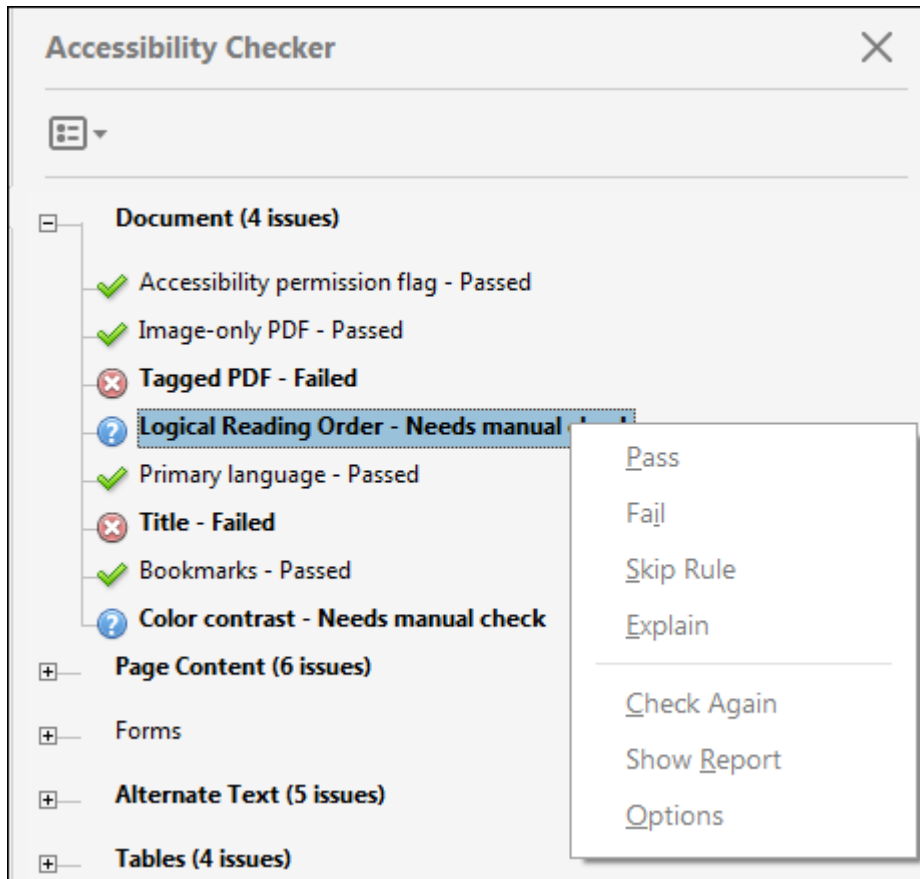 Accessibility Checker
Document (4 issues)
Accessibility permission flag - Passed
Image-only PDF - Passed
Tagged PDF - Failed
Logical Reading Order - Needs manual
Primary language - Passed
Title - Failed
Bookmarks - Passed
Color contrast - Needs manual check
Page Content (6 issues)
Forms
Alternate Text (5 issues)
Tables (4 issues)
Pass
Fail
Skip Rule
Explain
Check Again
Show Report
Options